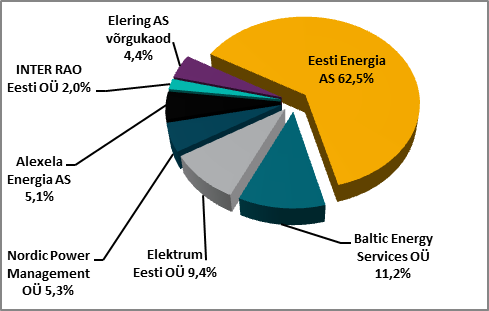 Elering AS
võrgukaod
4,4%
Eesti Energia
AS 62,5%
INTER RAO
Eesti OÜ 2,0%
Alexela
Energia AS
5,1%
Nordic Power
Management
OÜ 5,3%
Elektrum
Eesti OÜ 9,4%
Baltic Energy
Services OÜ
11,2%